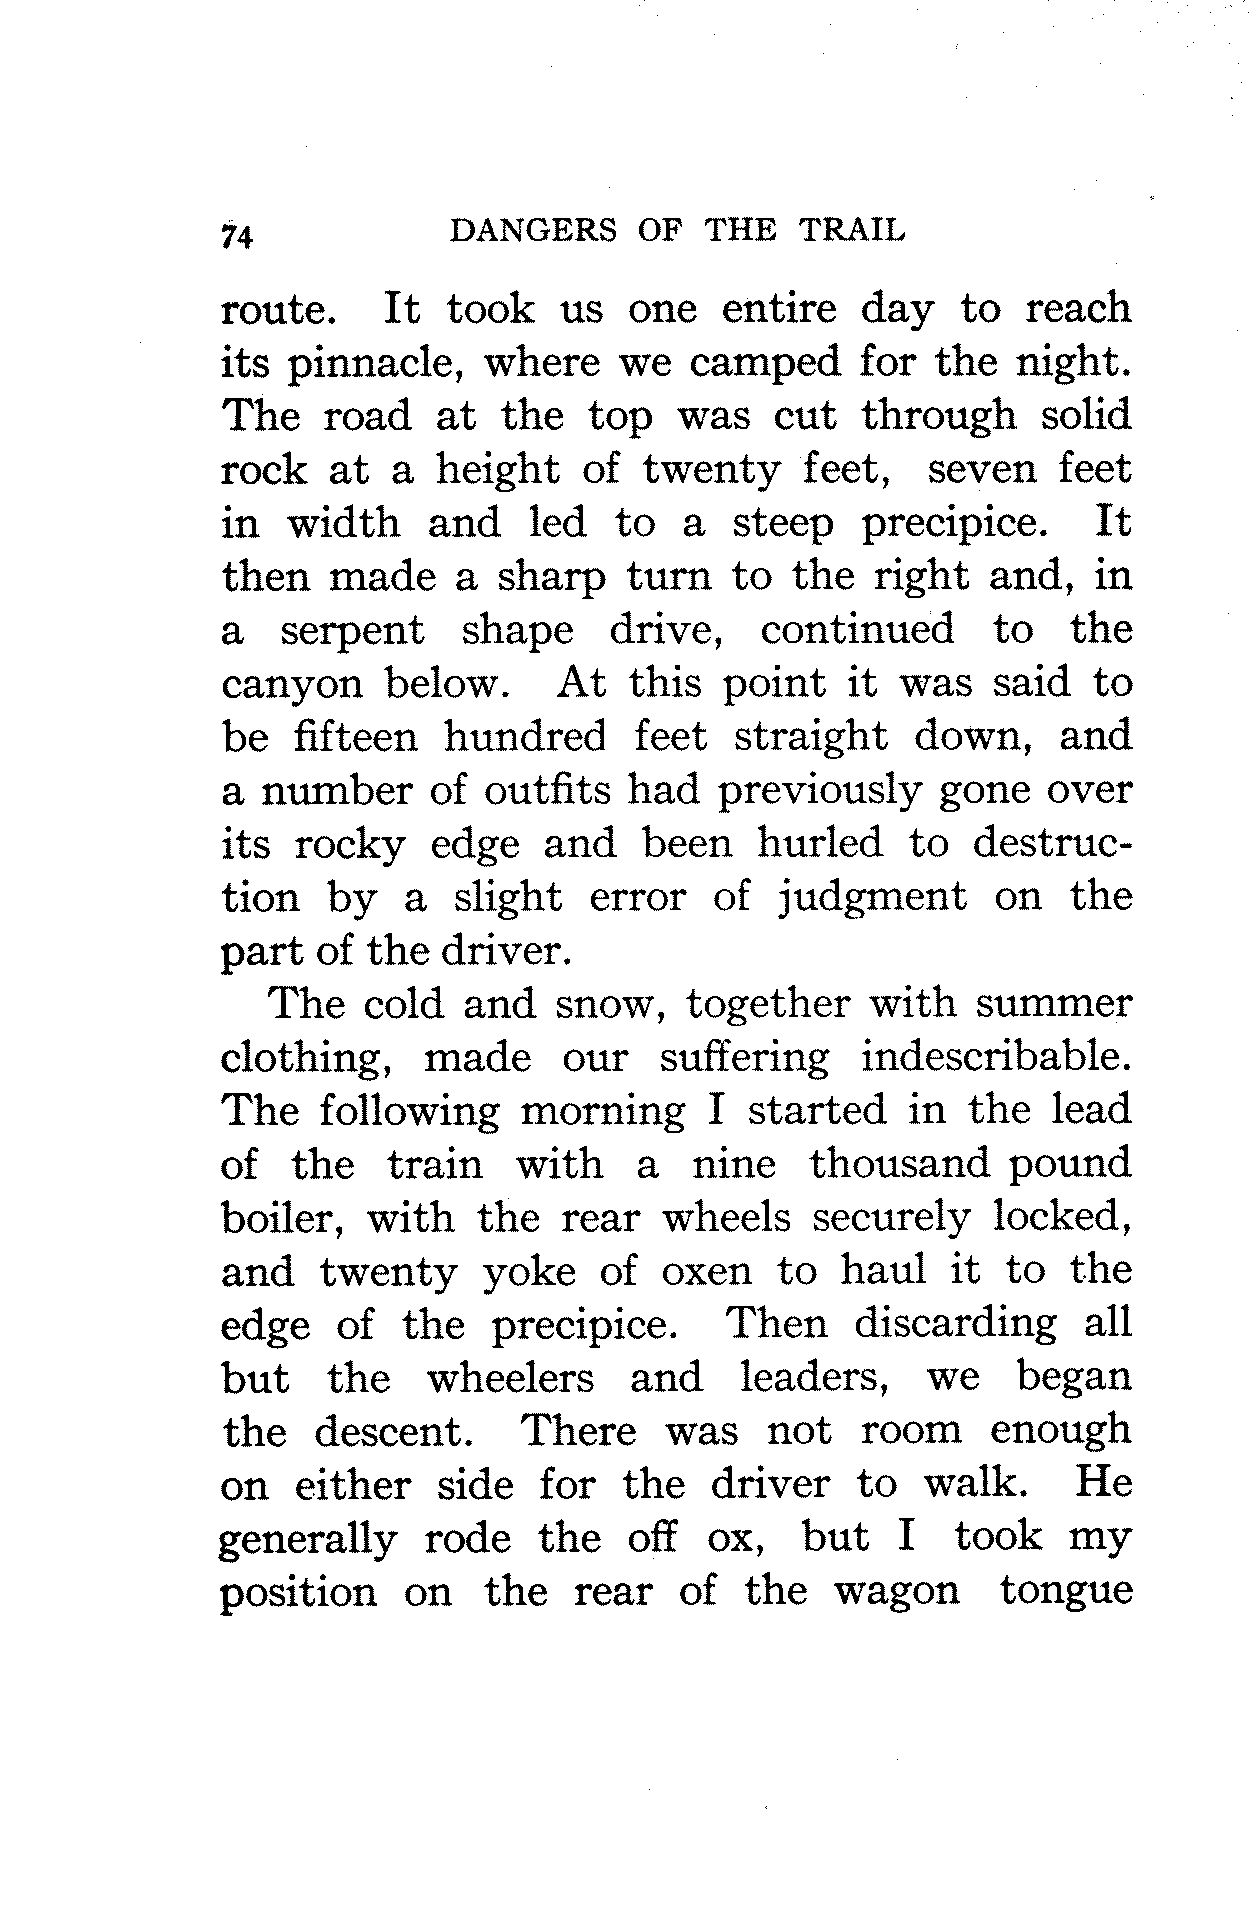 74 DANGERS OF THE TRAIL
route. It took us one entire day to reach
its pinnacle, where we camped for the night.
The road at the top was cut through solid
rock at a height of twenty feet, seven feet
in width and led to a steep precipice. It
then made a sharp turn to the right and, in
a serpent shape drive, continued to the
canyon below. At this point it was said to
be fifteen hundred feet straight down, and
a number of outfits had previously gone over
its rocky edge and been hurled to destruc-
tion by a slight error of judgment on the
part of the driver.
The cold and snow, together with summer
clothing, made our suffering indescribable.
The following morning I started in the lead
of the train with a nine thousand pound
boiler, with the rear wheels securely locked,
and twenty yoke of oxen to haul it to the
edge of the precipice. Then discarding all
but the wheelers and leaders, we began
the descent. There was not room enough
on either side for the driver to walk. He
generally rode the off ox, but I took my
position on the rear of the wagon tongue